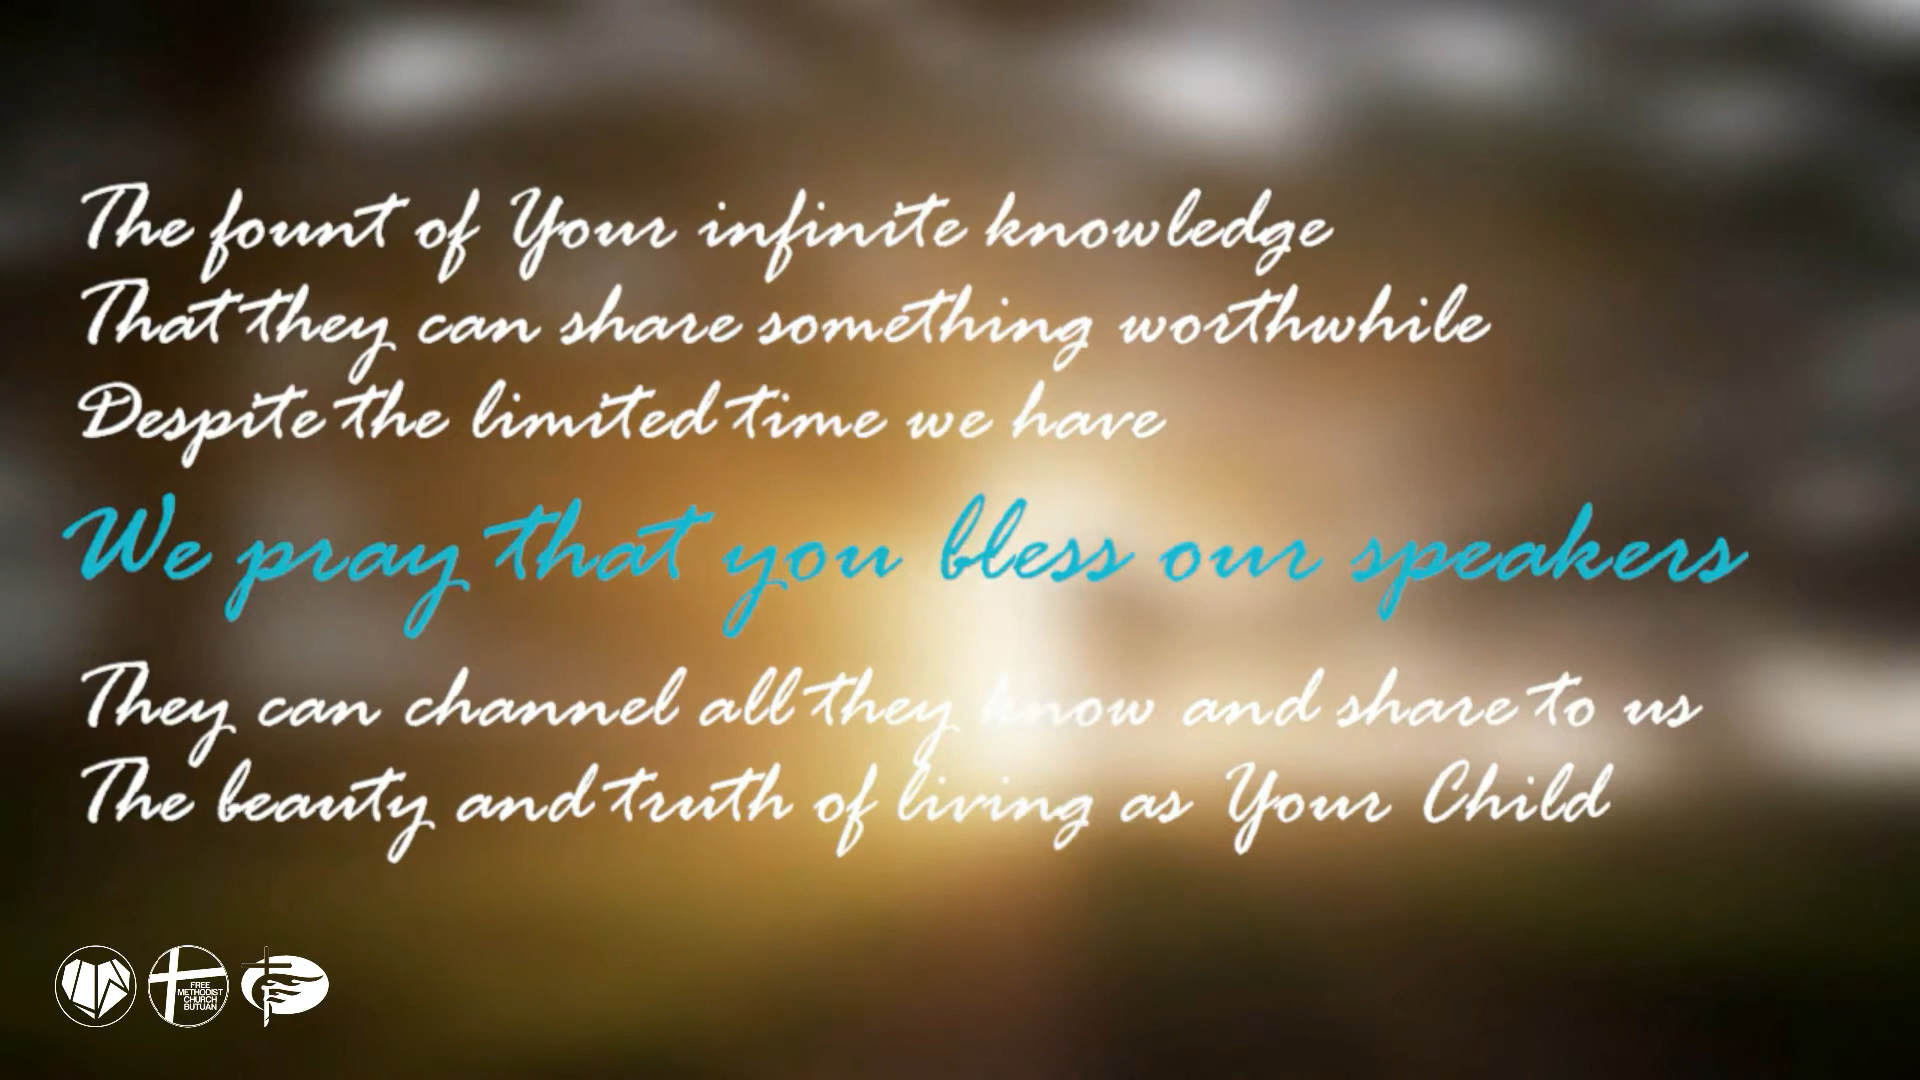 The fount of Your infinite knowledge
That they can share something worthwhile
Despite the limited time we have
We pray that you bless our speakers
They can channel all they know and share to us
The beauty and truth of living as Your Child
FREE
METHODIST
CHURCH
BUTUAN